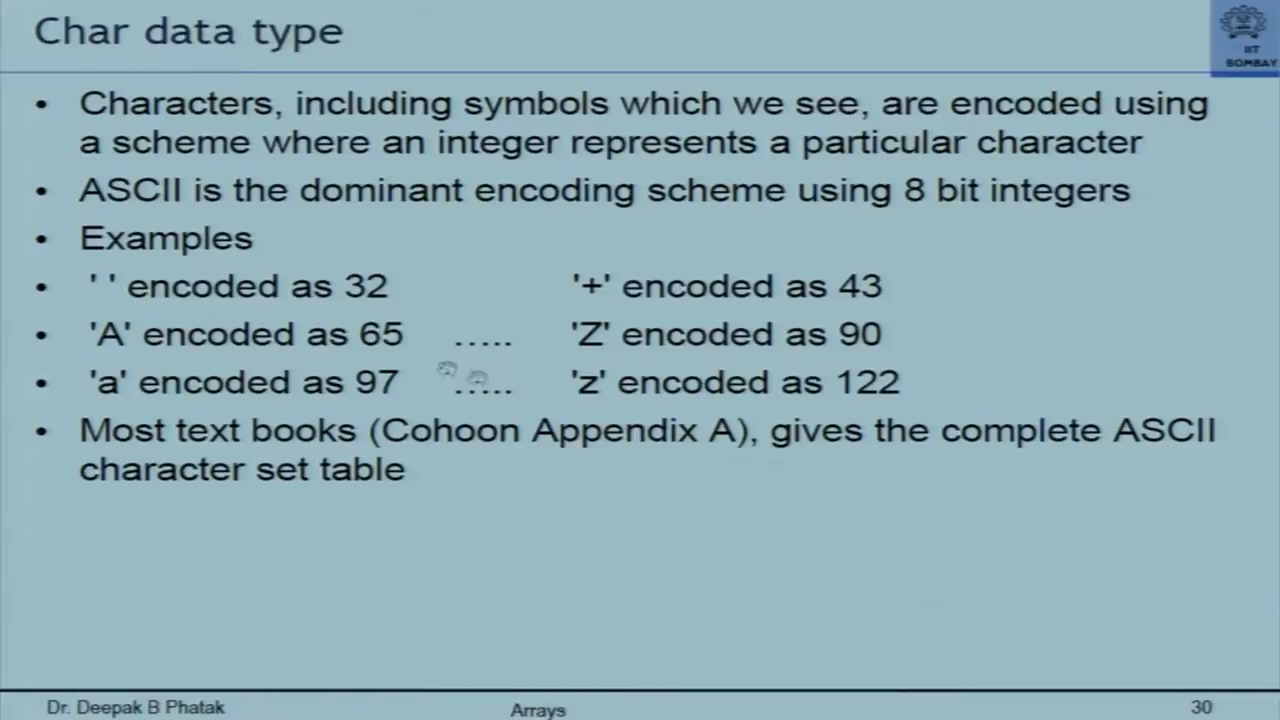 Char data type
IIT
BOMBAY
• Characters, including symbols which we see, are encoded using
a scheme where an integer represents a particular character
• ASCII is the dominant encoding scheme using 8 bit integers
• Examples
• ' ' encoded as 32 '+' encoded as 43
• 'A' encoded as 65 ..... 'Z' encoded as 90
• 'a' encoded as 97 ..... 'z' encoded as 122
• Most text books (Cohoon Appendix A), gives the complete ASCII
character set table
Dr. Deepak B Phatak Arrays 30